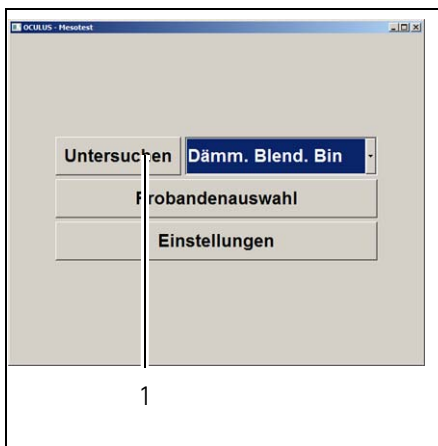 OCULUS - Mesotest
Untersuchen Dämm. Blend. Bin
Probandenauswahl
Einstellungen
1